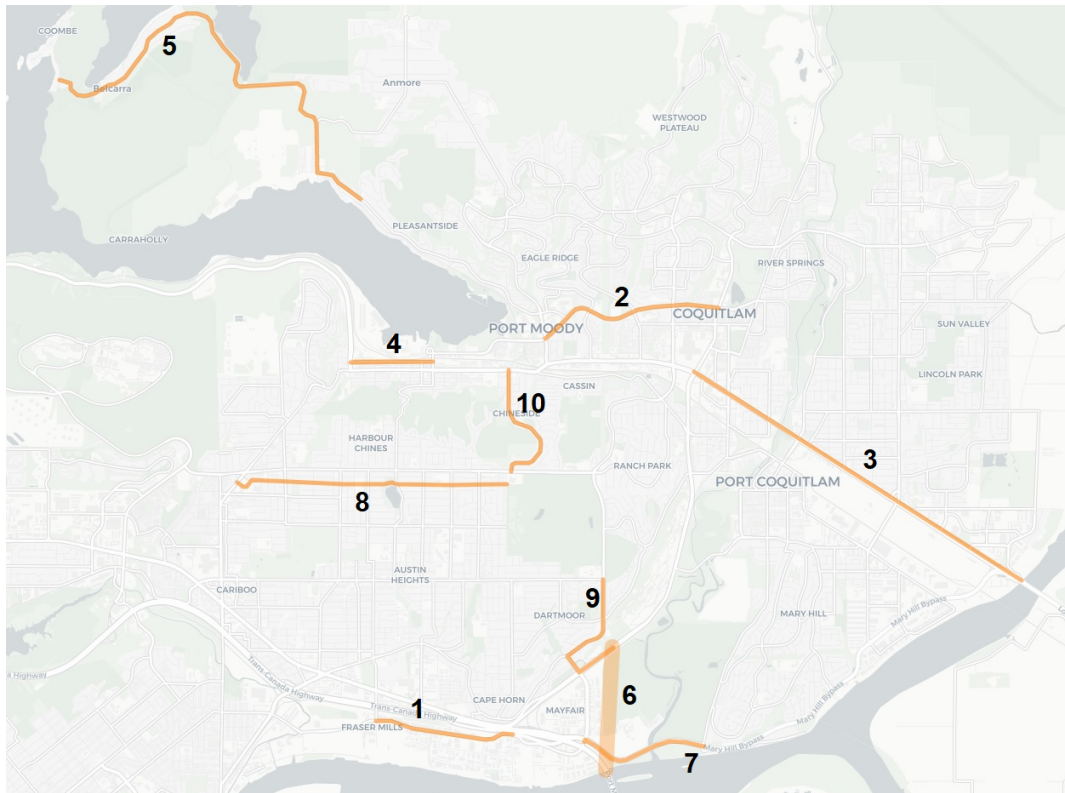 COOMBE
5
Belcarra
Anmore
WESTWOOD
PLATEAU
PLEASANTSIDE
CARRAHOLLY
EAGLE RIDGE
RIVER SPRINGS
2
COQUITLAM
PORT MOODY
SUN VALLEY
4
CASSIN
LINCOLN PARK
10
CHINESIDE
HARBOUR
CHINES
RANCH PARK
3
PORT COQUITLAM
8
AUSTIN
HEIGHTS
CARIBOO
9
DARTMOOR
MARY HILL
Mary Hill Bypass
Trans-Canada Highway
6
CAPE HORN
MAYFAIR
1
Trans-Canada Highway
FRASER MILLS
Mary Hill Bypass
Mary Hill Bypass
7